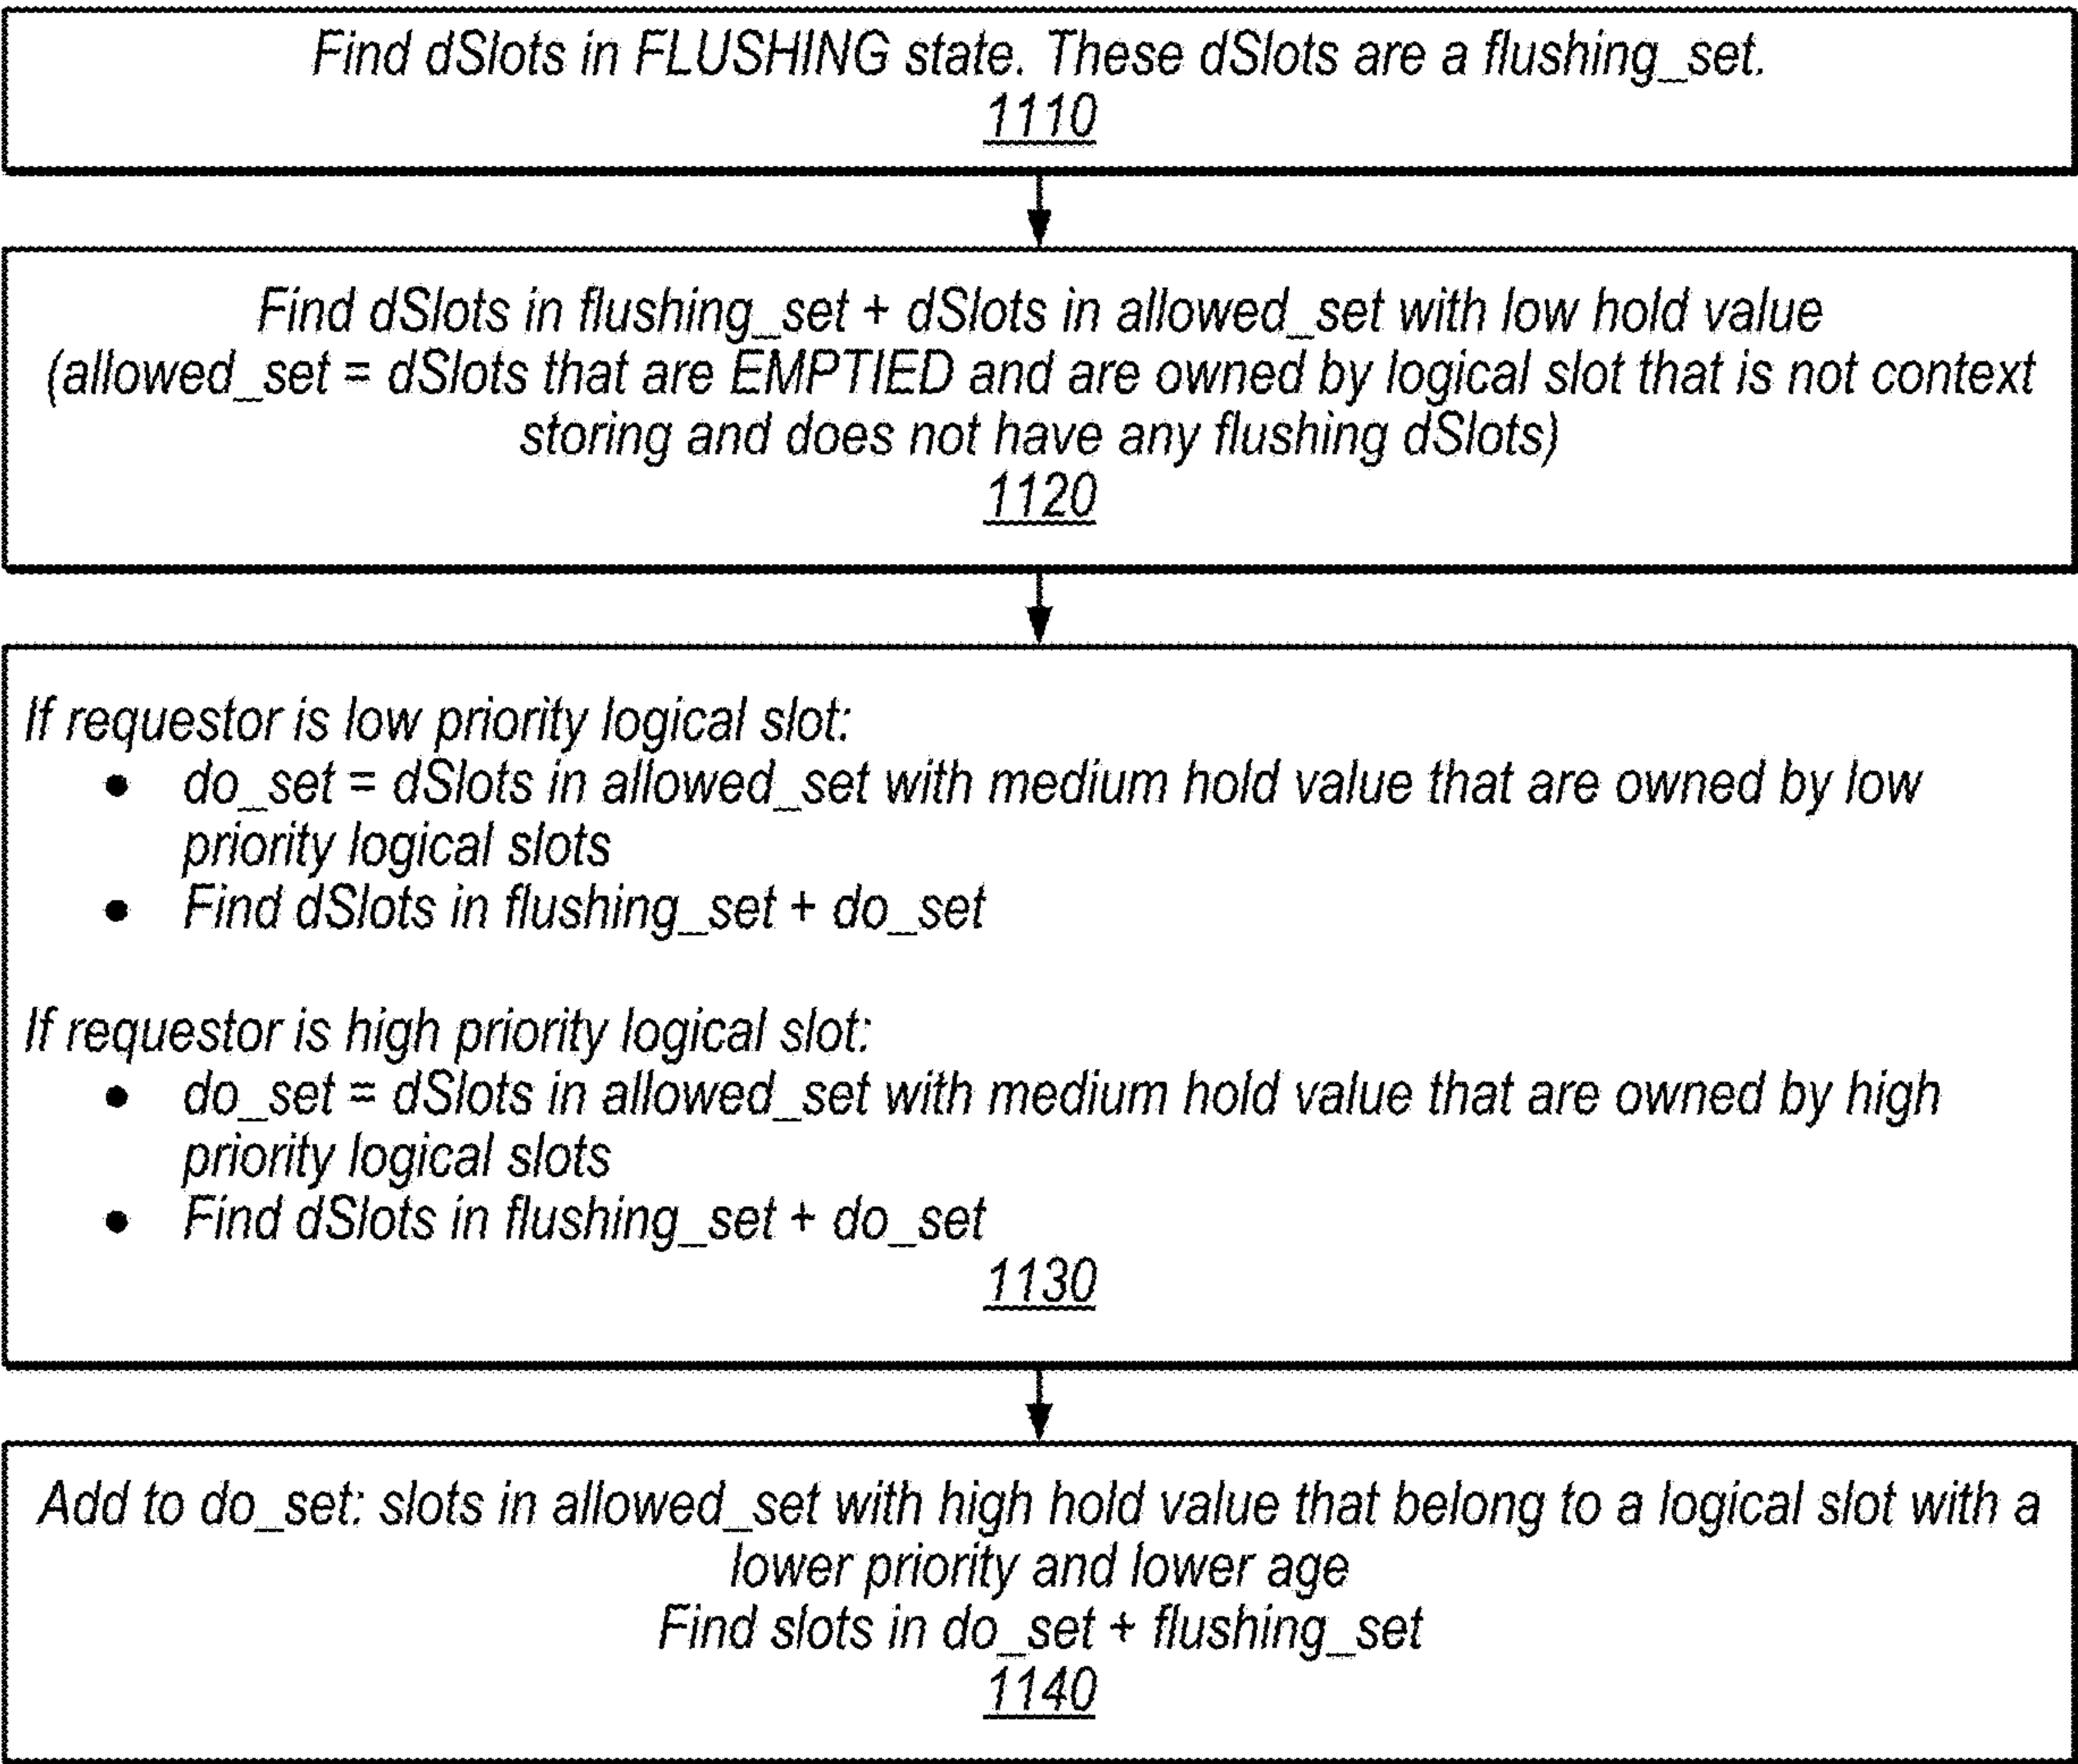 Find dSlots in FLUSHING state. These dSlots are a flushing_set.
1110
Find dSlots in flushing_set + dSlots in allowed_set with low hold value
(allowed_set = dSlots that are EMPTIED and are owned by logical slot that is not context
storing and does not have any flushing dSlots)
1120
If requestor is low priority logical slot:
• do_set = dSlots in allowed_set with medium hold value that are owned by low
priority logical slots
• Find dSlots in flushing_set + do_set
If requestor is high priority logical slot:
• do_set = dSlots in allowed_set with medium hold value that are owned by high
priority logical slots
• Find dSlots in flushing_set + do_set
1130
Add to do_set: slots in allowed_set with high hold value that belong to a logical slot with a
lower priority and lower age
Find slots in do_set + flushing_set
1140